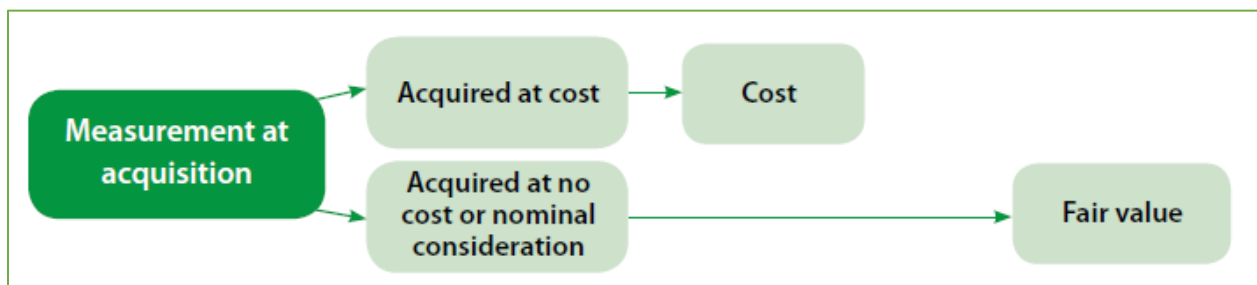 Measurement at
acquisition
Acquired at cost
Cost
Acquired at no
cost or nominal
consideration
Fair value